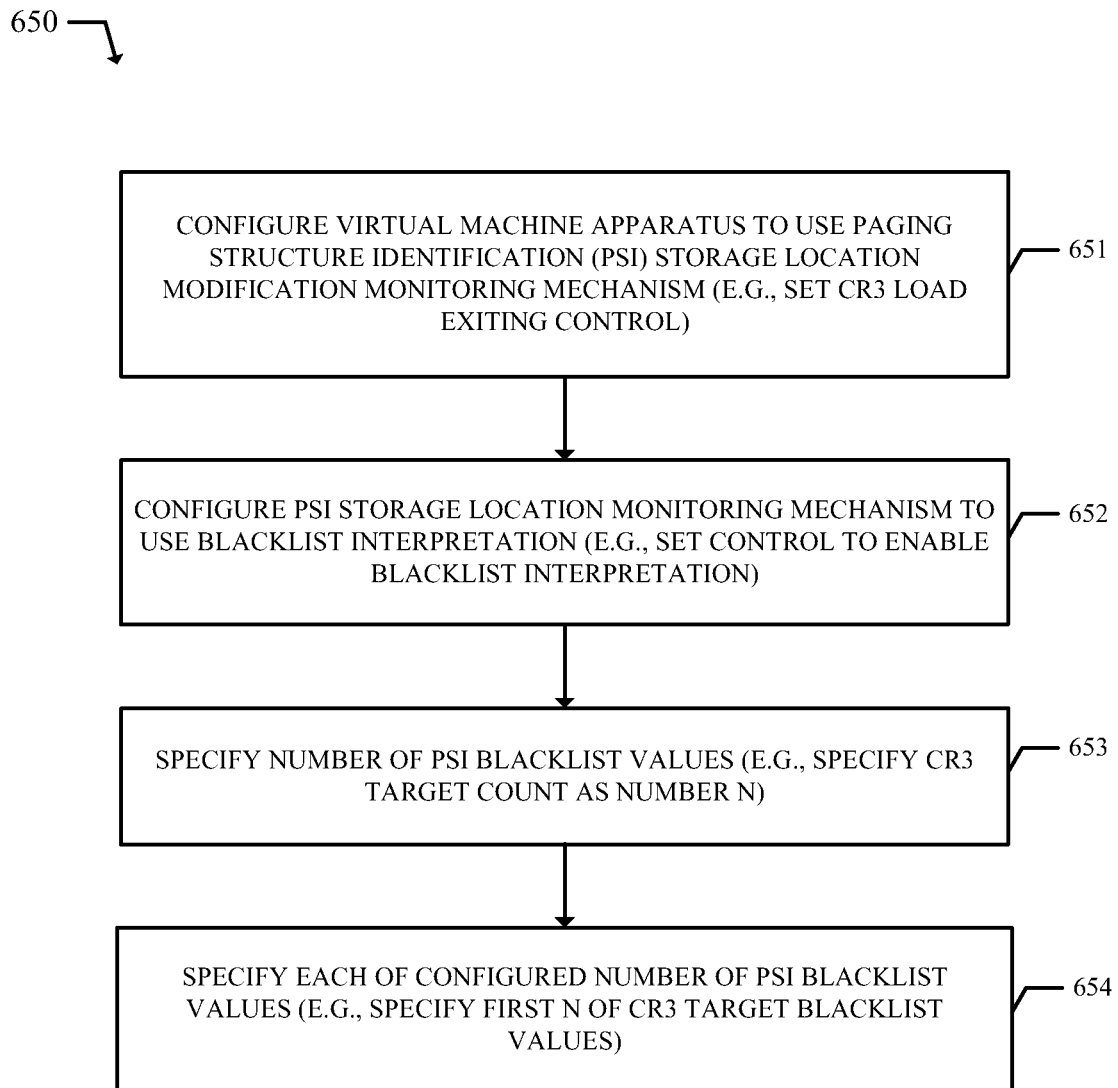 650
CONFIGURE VIRTUAL MACHINE APPARATUS TO USE PAGING
STRUCTURE IDENTIFICATION (PSI) STORAGE LOCATION
MODIFICATION MONITORING MECHANISM (E.G., SET CR3 LOAD
EXITING CONTROL)
651
CONFIGURE PSI STORAGE LOCATION MONITORING MECHANISM TO
USE BLACKLIST INTERPRETATION (E.G., SET CONTROL TO ENABLE
BLACKLIST INTERPRETATION)
652
SPECIFY NUMBER OF PSI BLACKLIST VALUES (E.G., SPECIFY CR3
TARGET COUNT AS NUMBER N)
653
SPECIFY EACH OF CONFIGURED NUMBER OF PSI BLACKLIST
VALUES (E.G., SPECIFY FIRST N OF CR3 TARGET BLACKLIST
VALUES)
654